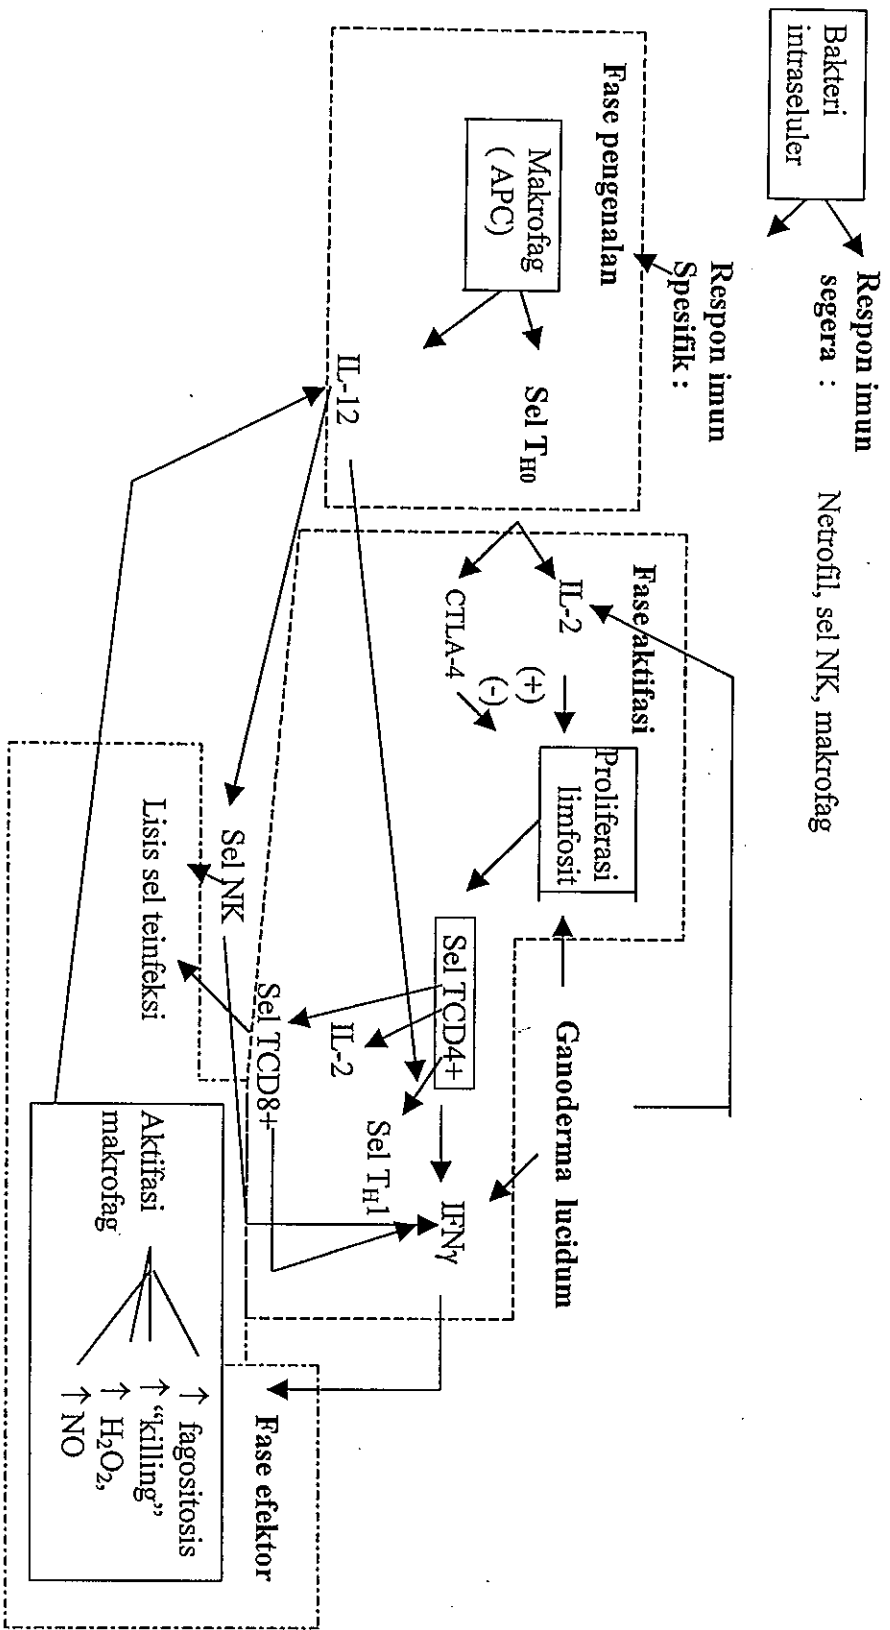 Bakteri
intraseluler
Respon imun
segera :
Netrofil, sel NK, makrofag
Respon imun
Spesifik :
Fase pengenalan
Makrofag
( APC)
Sel TH0
IL-12
Fase aktifasi
IL-2
CTLA-4
(+)
(-)
Proliferasi
limfosit
Ganoderma lucidum
Sel TCD4+
IL-2
Sel TCD8+
Sel TH1
IFNγ
Sel NK
Lisis sel teinfeksi
Fase efektor
Aktifasi
makrofag
↑ fagositosis
↑ “killing”
↑ H2O2,
↑ NO